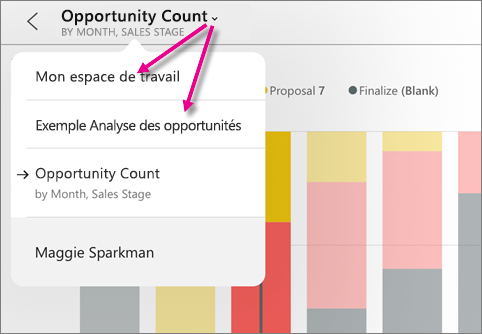 Opportunity Count
BY MONTH, SALES STAGE
Mon espace de travail
Exemple Analyse des opportunités
Opportunity Count
by Month, Sales Stage
Maggie Sparkman
Proposal 7
Finalize (Blank)